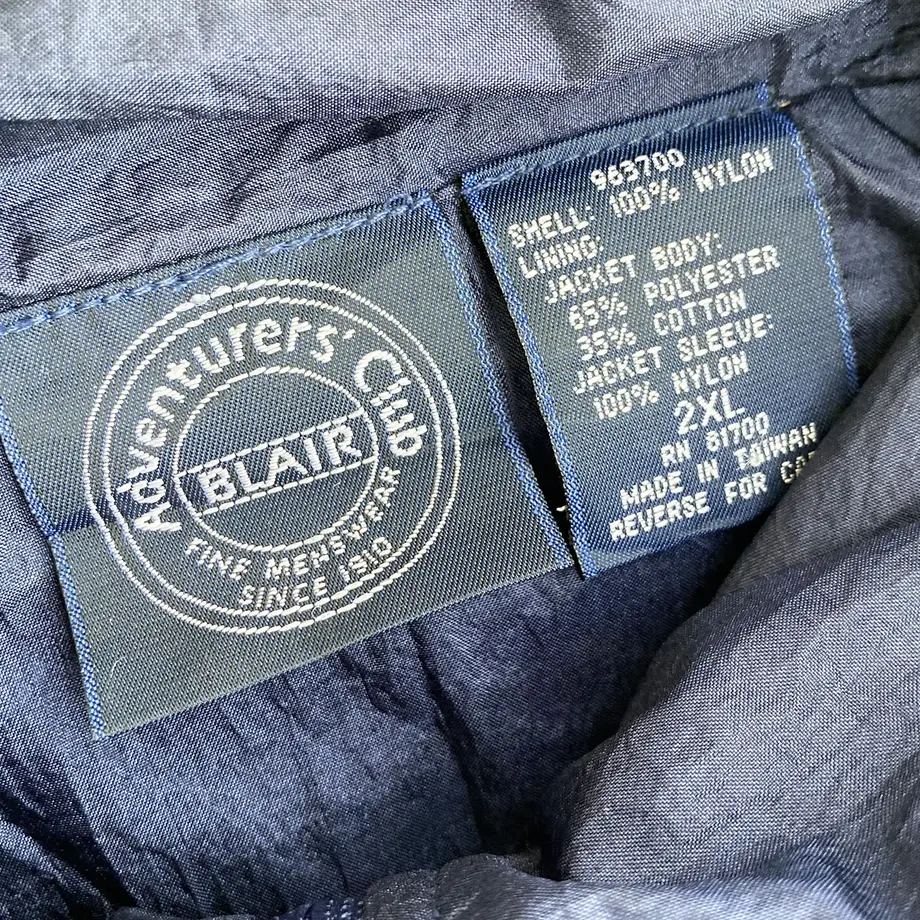 Adventurers' Club
BLAIR
FINE MENSWEAR
SINCE 1910
963700
SHELL: 100% NYLON
LINING:
JACKET BODY:
65% POLYESTER
35% COTTON
JACKET SLEEVE:
100% NYLON
2XL
RN 81700
MADE IN TAIWAN
REVERSE FOR